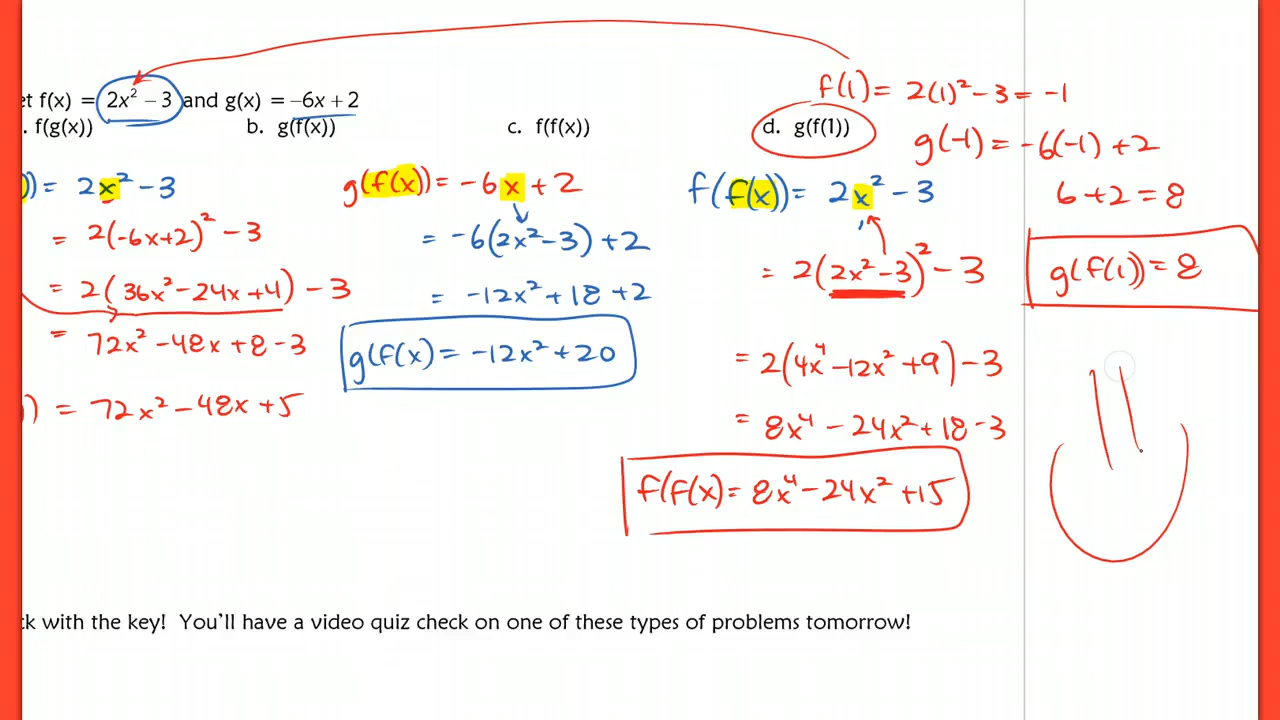 et f(x) = 2x² – 3 and g(x) = –6x + 2
. f(g(x)) b. g(f(x)) c. f(f(x)) d. g(f(1))
)) = 2x² - 3
= 2(-6x+2)² - 3
= 2(36x² - 24x + 4) - 3
= 72x² - 48x + 8 - 3
) = 72x² - 48x + 5
g(f(x)) = -6x + 2
= -6(2x² - 3) + 2
= -12x² + 18 + 2
g(f(x) = -12x² + 20
f(f(x)) = 2x² - 3
= 2(2x² - 3)² - 3
= 2(4x⁴ - 12x² + 9) - 3
= 8x⁴ - 24x² + 18 - 3
f(f(x) = 8x⁴ - 24x² + 15
f(1) = 2(1)² - 3 = -1
g(-1) = -6(-1) + 2
6 + 2 = 8
g(f(1)) = 8
ck with the key! You'll have a video quiz check on one of these types of problems tomorrow!